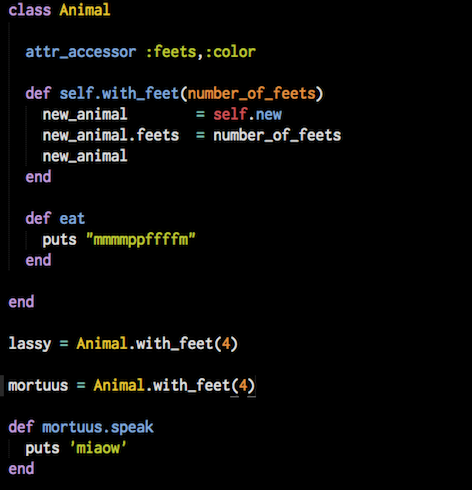 class Animal
attr_accessor :feets,:color
def self.with_feet(number_of_feets)
new_animal = self.new
new_animal.feets = number_of_feets
new_animal
end
def eat
puts "mmmmppffffm"
end
end
lassy = Animal.with_feet(4)
mortuus = Animal.with_feet(4)
def mortuus.speak
puts 'miaow'
end